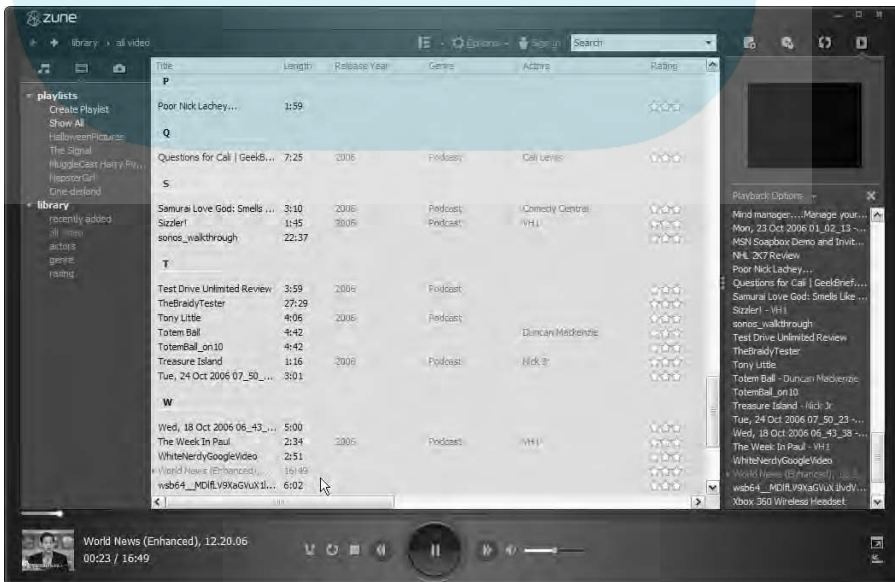 zune
library › all video
Options
Sign In
Search
playlists
Create Playlist
Show All
HalloweenPictures
The Signal
MuggleCast Harry Po...
NapsterGirl
One-derland
library
recently added
all video
actors
genre
rating
Title Length Release Year Genre Actors Rating
P
Poor Nick Lachey... 1:59
Q
Questions for Cali | GeekB... 7:25 2006 Podcast Cali Lewis
S
Samurai Love God: Smells ... 3:10 2006 Podcast Comedy Central
Sizzler! 1:45 2006 Podcast VH1
sonos_walkthrough 22:37
T
Test Drive Unlimited Review 3:59 2006 Podcast
TheBraidyTester 27:29
Tony Little 4:06 2006 Podcast
Totem Ball 4:42 Duncan Mackenzie
TotemBall_on10 4:42
Treasure Island 1:16 2006 Podcast Nick Jr
Tue, 24 Oct 2006 07_50_... 3:01
W
Wed, 18 Oct 2006 06_43_... 5:00
The Week In Paul 2:34 2006 Podcast VH1
WhiteNerdyGoogleVideo 2:51
World News (Enhanced), ... 16:49
6:02
Playback Options
Mind manager....Manage your...
Mon, 23 Oct 2006 01_02_13 -...
MSN Soapbox Demo and Invit...
NHL 2K7 Review
Poor Nick Lachey...
Questions for Cali | GeekBrief....
Samurai Love God: Smells Like ...
Sizzler! - VH1
sonos_walkthrough
Test Drive Unlimited Review
TheBraidyTester
Tony Little
Totem Ball - Duncan Mackenzie
TotemBall_on10
Treasure Island - Nick Jr
Tue, 24 Oct 2006 07_50_23 -...
Wed, 18 Oct 2006 06_43_38 -...
The Week In Paul - VH1
WhiteNerdyGoogleVideo
World News (Enhanced),
Xbox 360 Wireless Headset
World News (Enhanced), 12.20.06
00:23 / 16:49